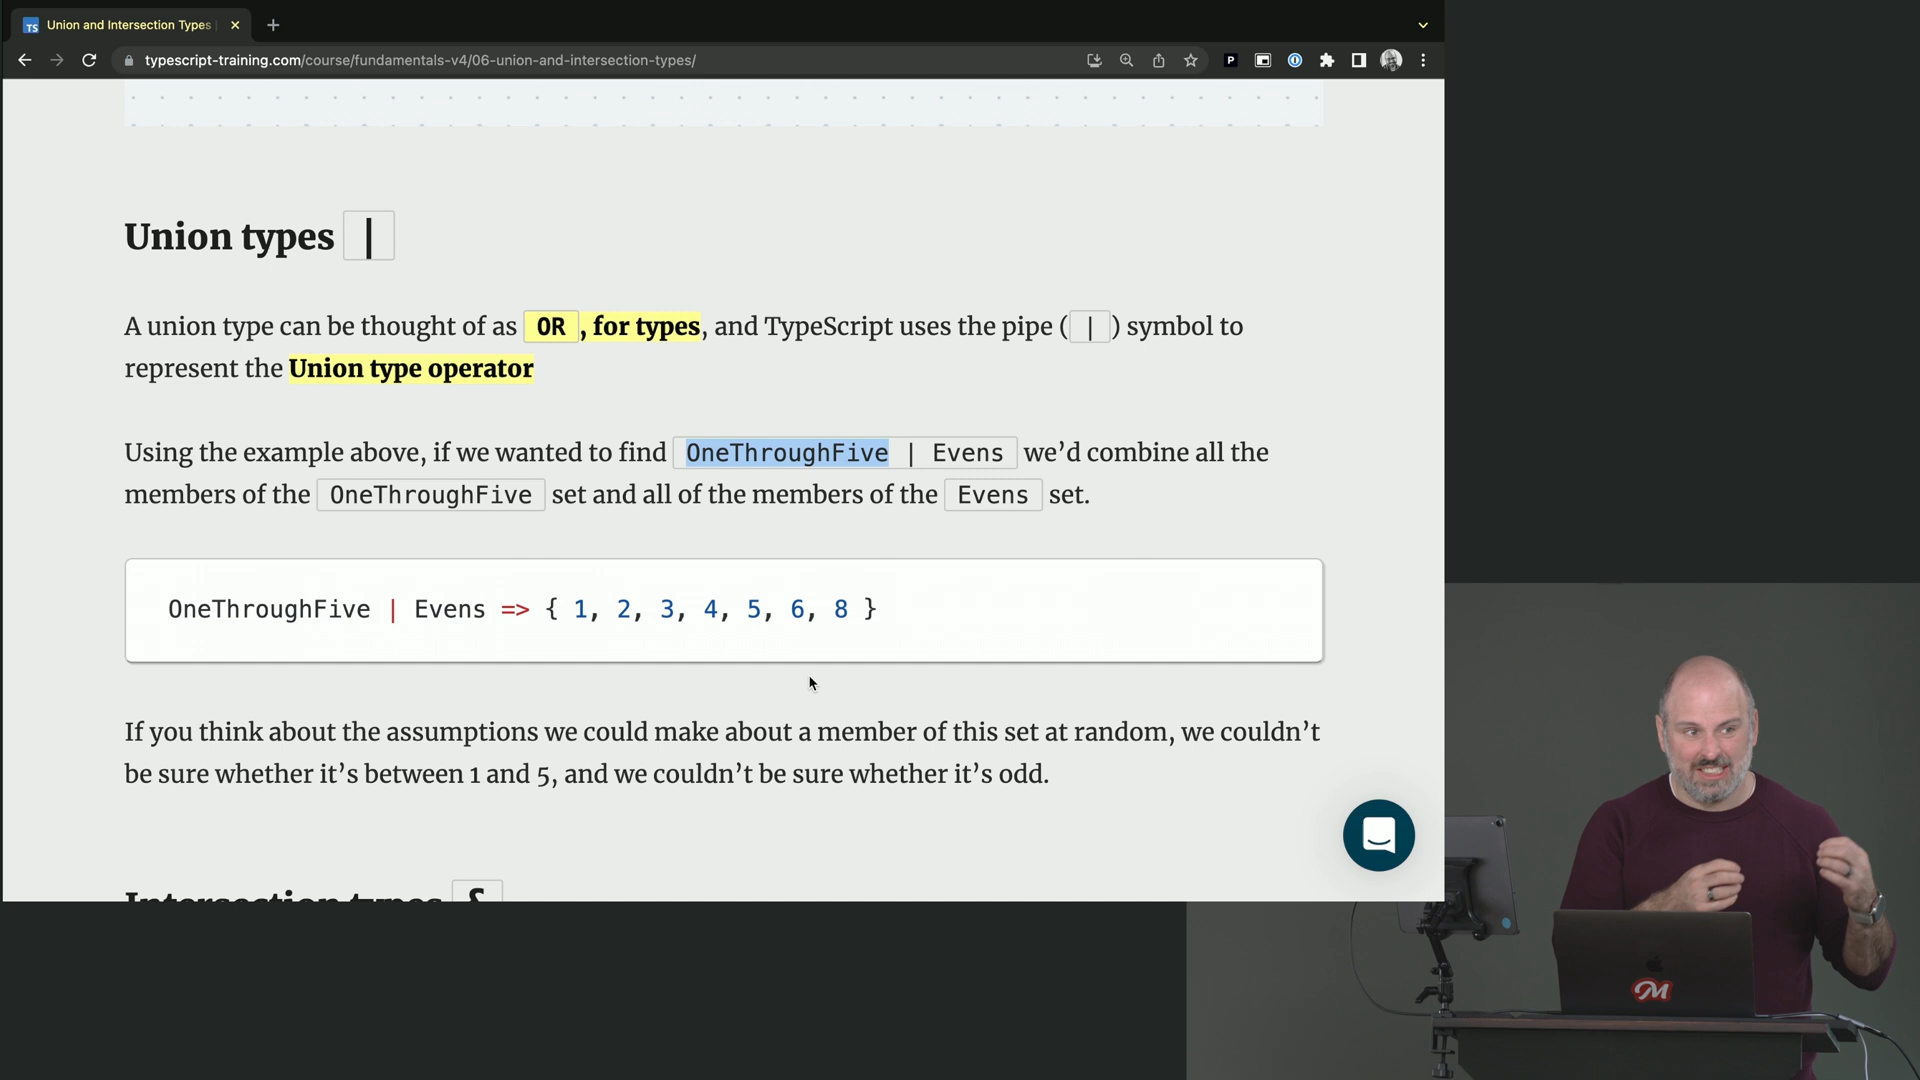 TS Union and Intersection Types
typescript-training.com/course/fundamentals-v4/06-union-and-intersection-types/
Union types |
A union type can be thought of as OR , for types, and TypeScript uses the pipe ( | ) symbol to
represent the Union type operator
Using the example above, if we wanted to find OneThroughFive | Evens we’d combine all the
members of the OneThroughFive set and all of the members of the Evens set.
OneThroughFive | Evens => { 1, 2, 3, 4, 5, 6, 8 }
If you think about the assumptions we could make about a member of this set at random, we couldn’t
be sure whether it’s between 1 and 5, and we couldn’t be sure whether it’s odd.
Intersection types &
M